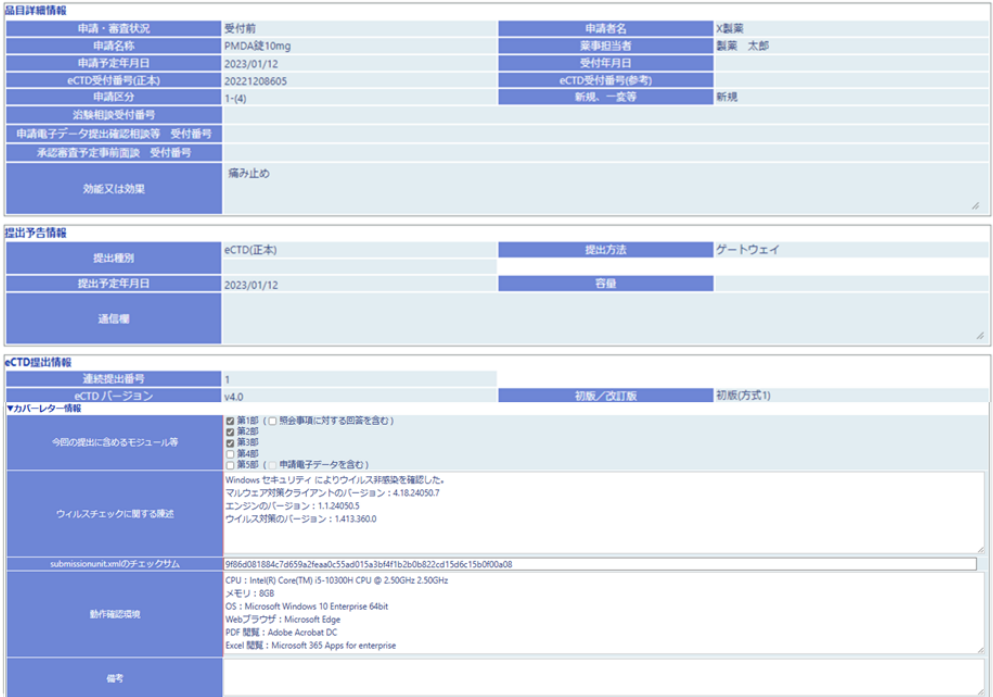 品目詳細情報
申請・審査状況 受付前 申請者名 X製薬
申請名称 PMDA錠10mg 薬事担当者 製薬　太郎
申請予定年月日 2023/01/12 受付年月日
eCTD受付番号(正本) 20221208605 eCTD受付番号(参考)
申請区分 1-(4) 新規、一変等 新規
治験相談受付番号
申請電子データ提出確認相談等　受付番号
承認審査予定事前面談　受付番号
効能又は効果 痛み止め
提出予告情報
提出種別 eCTD(正本) 提出方法 ゲートウェイ
提出予定年月日 2023/01/12 容量
通信欄
eCTD提出情報
連続提出番号 1
eCTD バージョン v4.0 初版／改訂版 初版(方式1)
▼カバーレター情報
今回の提出に含めるモジュール等
第1部 ( 照会事項に対する回答を含む )
第2部
第3部
第4部
第5部 ( 申請電子データを含む )
ウィルスチェックに関する陳述
Windows セキュリティ によりウイルス非感染を確認した。
マルウェア対策クライアントのバージョン : 4.18.24050.7
エンジンのバージョン : 1.1.24050.5
ウイルス対策のバージョン : 1.413.360.0
submissionunit.xmlのチェックサム 9f86d081884c7d659a2feaa0c55ad015a3bf4f1b2b0b822cd15d6c15b0f00a08
動作確認環境
CPU : Intel(R) Core(TM) i5-10300H CPU @ 2.50GHz 2.50GHz
メモリ : 8GB
OS : Microsoft Windows 10 Enterprise 64bit
Webブラウザ : Microsoft Edge
PDF 閲覧 : Adobe Acrobat DC
Excel 閲覧 : Microsoft 365 Apps for enterprise
備考